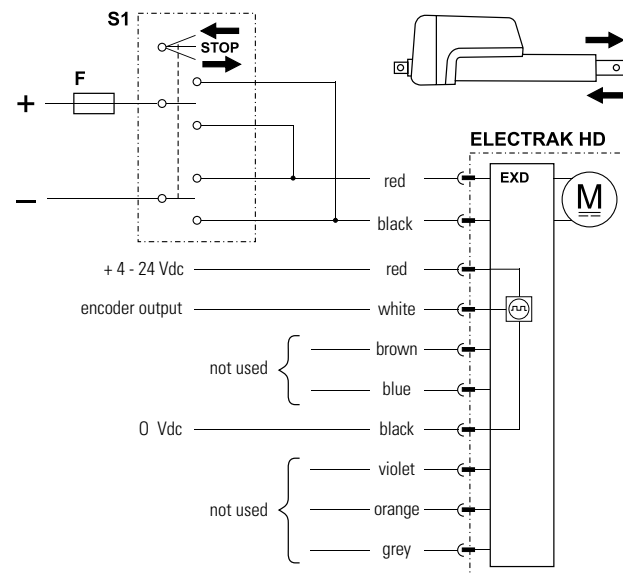 S1
STOP
F
+
–
ELECTRAK HD
EXD
M
red
black
+ 4 - 24 Vdc
red
encoder output
white
not used
brown
blue
0 Vdc
black
not used
violet
orange
grey